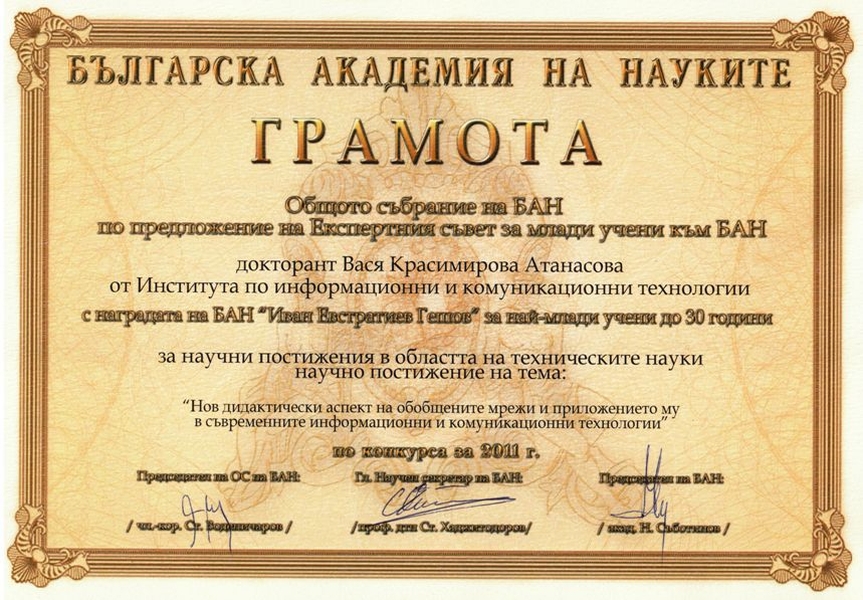 БЪЛГАРСКА АКАДЕМИЯ НА НАУКИТЕ
ГРАМОТА
Общото събрание на БАН
по предложение на Експертния съвет за млади учени към БАН
докторант Вася Красимирова Атанасова
от Института по информационни и комуникационни технологии
с наградата на БАН "Иван Евстратиев Гешов" за най-млади учени до 30 години
за научни постижения в областта на техническите науки
научно постижение на тема:
"Нов дидактически аспект на обобщените мрежи и приложението му
в съвременните информационни и комуникационни технологии"
по конкурса за 2011 г.
Председател на ОС на БАН: Гл. Научен секретар на БАН: Председател на БАН:
/ чл.-кор. Ст. Воденичаров / /проф. дтн Ст. Хаджитодоров/ / акад. Н. Съботинов /